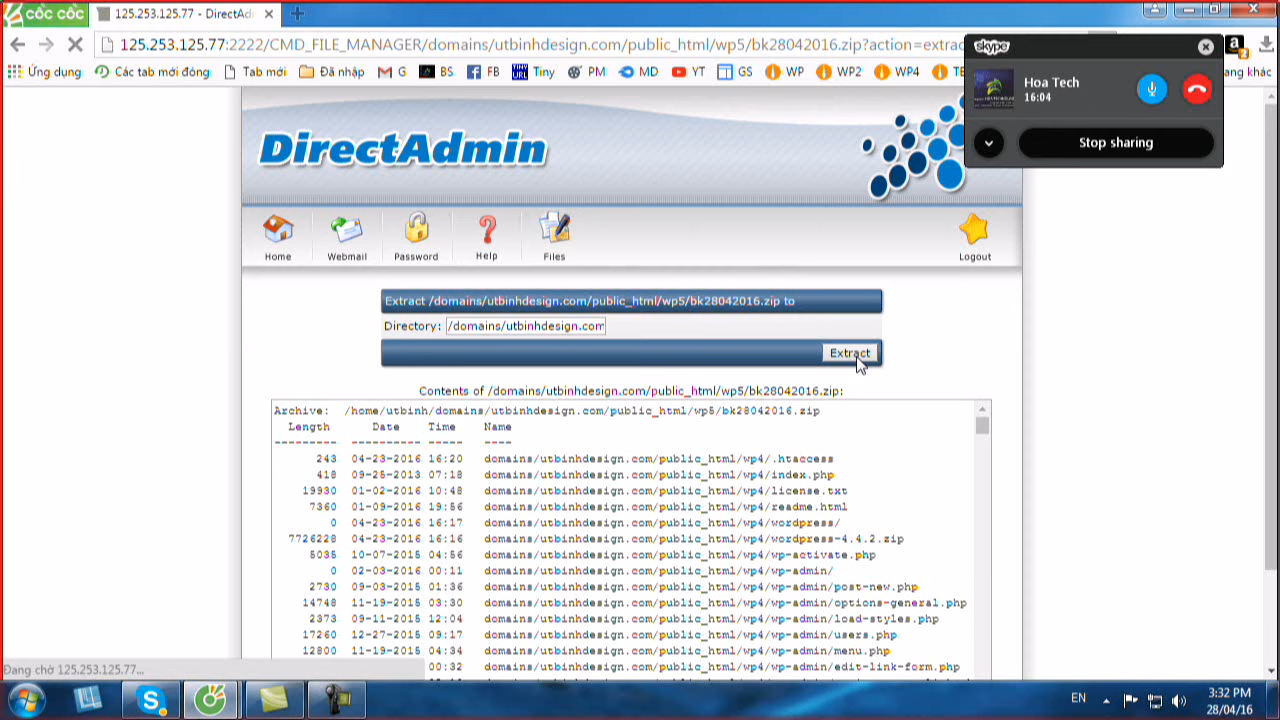 cốc cốc
125.253.125.77 - DirectAdm
125.253.125.77:2222/CMD_FILE_MANAGER/domains/utbinhdesign.com/public_html/wp5/bk28042016.zip?action=extrac
Ứng dụng Các tab mới đóng Tab mới Đã nhập G BS FB Tiny PM MD YT GS WP WP2 WP4 ang khác
skype
Hoa Tech
16:04
Stop sharing
DirectAdmin
Home Webmail Password Help Files Logout
Extract /domains/utbinhdesign.com/public_html/wp5/bk28042016.zip to
Directory: /domains/utbinhdesign.com
Extract
Contents of /domains/utbinhdesign.com/public_html/wp5/bk28042016.zip:
Archive: /home/utbinh/domains/utbinhdesign.com/public_html/wp5/bk28042016.zip
Length Date Time Name
--------- ---------- ----- ----
243 04-23-2016 16:20 domains/utbinhdesign.com/public_html/wp4/.htaccess
418 09-25-2013 07:18 domains/utbinhdesign.com/public_html/wp4/index.php
19930 01-02-2016 10:48 domains/utbinhdesign.com/public_html/wp4/license.txt
7360 01-09-2016 19:56 domains/utbinhdesign.com/public_html/wp4/readme.html
0 04-23-2016 16:17 domains/utbinhdesign.com/public_html/wp4/wordpress/
7726228 04-23-2016 16:16 domains/utbinhdesign.com/public_html/wp4/wordpress-4.4.2.zip
5035 10-07-2015 04:56 domains/utbinhdesign.com/public_html/wp4/wp-activate.php
0 02-03-2016 00:11 domains/utbinhdesign.com/public_html/wp4/wp-admin/
2730 09-03-2015 01:36 domains/utbinhdesign.com/public_html/wp4/wp-admin/post-new.php
14748 11-19-2015 03:30 domains/utbinhdesign.com/public_html/wp4/wp-admin/options-general.php
2373 09-11-2015 12:04 domains/utbinhdesign.com/public_html/wp4/wp-admin/load-styles.php
17260 12-27-2015 09:17 domains/utbinhdesign.com/public_html/wp4/wp-admin/users.php
12800 11-19-2015 04:34 domains/utbinhdesign.com/public_html/wp4/wp-admin/menu.php
00:32 domains/utbinhdesign.com/public_html/wp4/wp-admin/edit-link-form.php
Đang chờ 125.253.125.77...
EN
3:32 PM
28/04/16